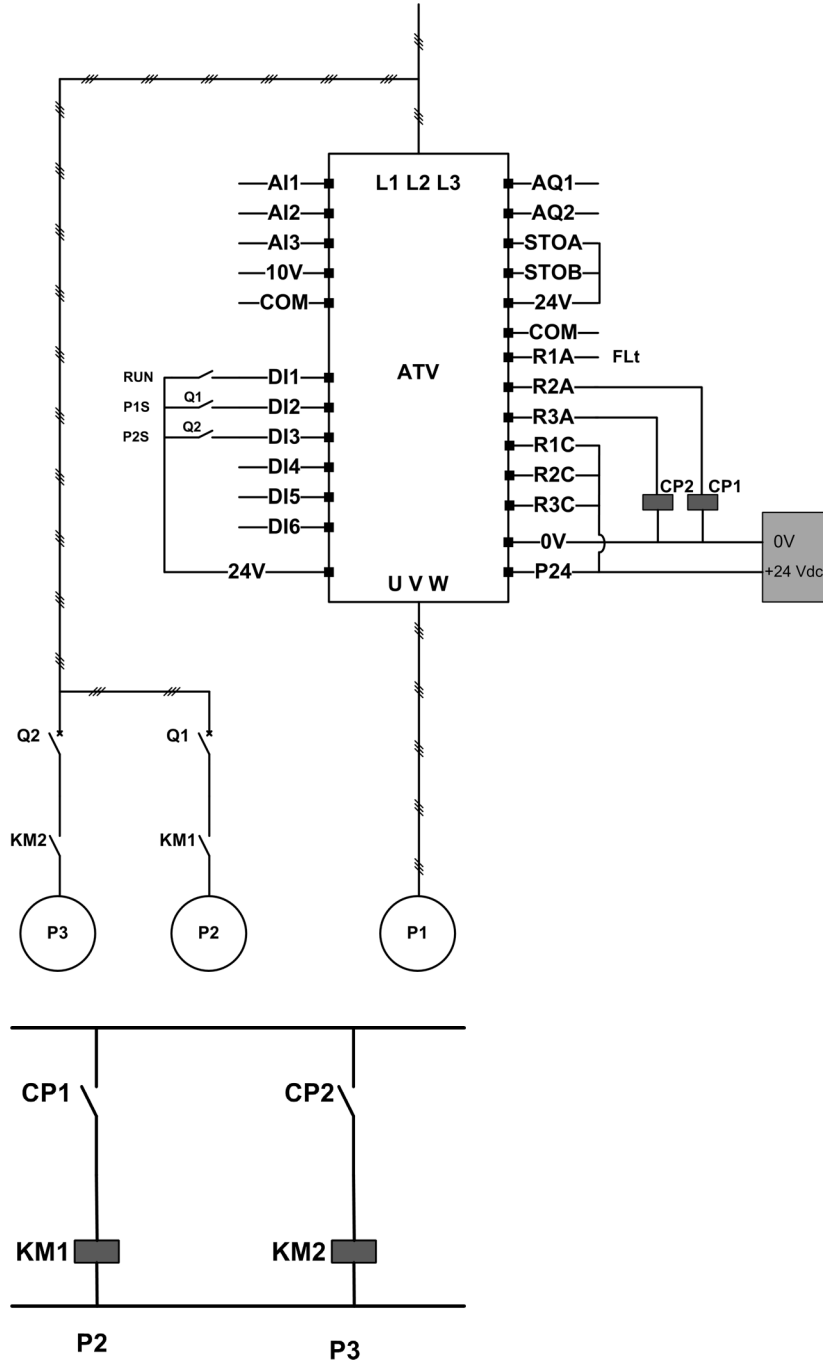 L1 L2 L3
AI1
AQ1
AI2
AQ2
AI3
STOA
10V
STOB
COM
24V
COM
ATV
R1A
FLt
RUN
DI1
R2A
P1S
Q1
DI2
R3A
P2S
Q2
DI3
R1C
DI4
R2C
CP2
CP1
DI5
R3C
DI6
0V
0V
24V
P24
+24 Vdc
U V W
Q2
Q1
KM2
KM1
P3
P2
P1
CP1
CP2
KM1
KM2
P2
P3